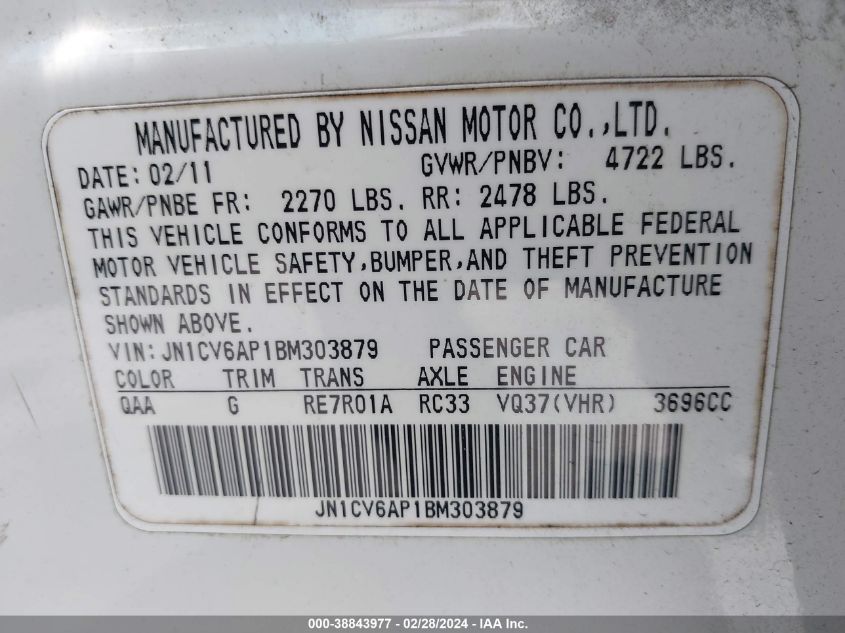 MANUFACTURED BY NISSAN MOTOR CO.,LTD.
DATE: 02/11 GVWR/PNBV: 4722 LBS.
GAWR/PNBE FR: 2270 LBS. RR: 2478 LBS.
THIS VEHICLE CONFORMS TO ALL APPLICABLE FEDERAL
MOTOR VEHICLE SAFETY,BUMPER,AND THEFT PREVENTION
STANDARDS IN EFFECT ON THE DATE OF MANUFACTURE
SHOWN ABOVE.
VIN:JN1CV6AP1BM303879 PASSENGER CAR
COLOR TRIM TRANS AXLE ENGINE
QAA G RE7R01A RC33 VQ37(VHR) 3696CC
JN1CV6AP1BM303879
000-38843977 - 02/28/2024 - IAAI.com